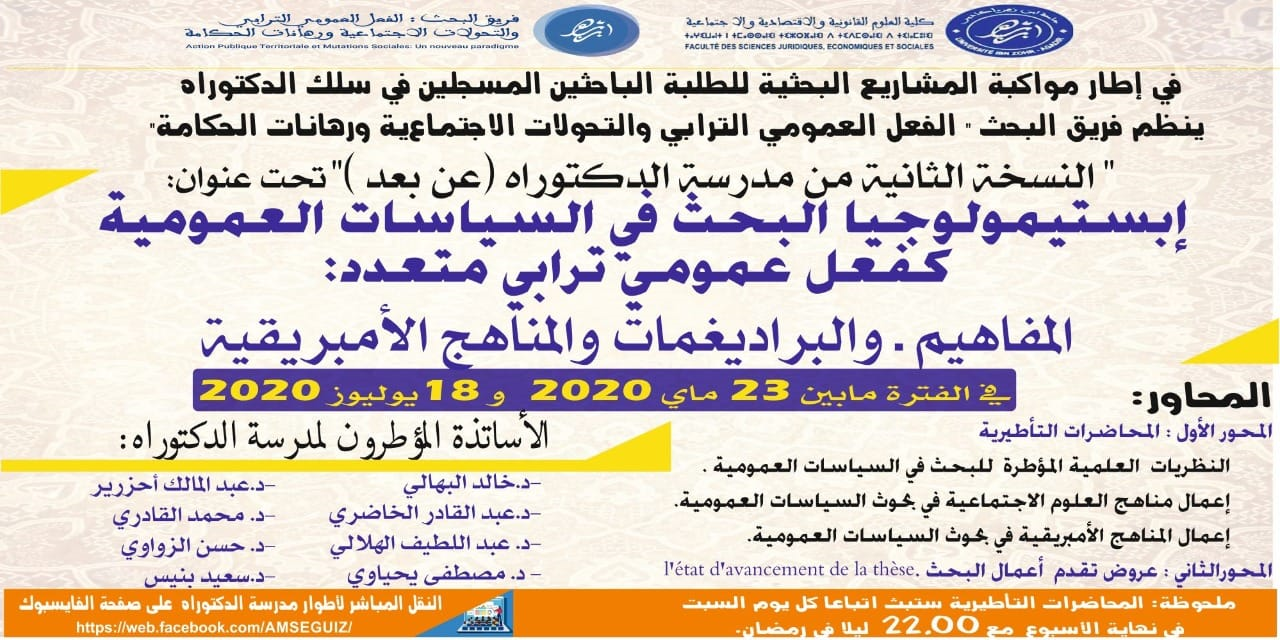 كلية العلوم القانونية والاقتصادية والاجتماعية
FACULTÉ DES SCIENCES JURIDIQUES, ECONOMIQUES ET SOCIALES
UNIVERSITÉ IBN ZOHR - AGADIR
فريق البحث : الفعل العمومي الترابي
والتحولات الاجتماعية ورهانات الحكامة
Action Publique Territoriale et Mutations Sociales: Un nouveau paradigme
في إطار مواكبة المشاريع البحثية للطلبة الباحثين المسجلين في سلك الدكتوراه
ينظم فريق البحث " الفعل العمومي الترابي والتحولات الاجتماعية ورهانات الحكامة"
" النسخة الثانية من مدرسة الدكتوراه (عن بعد )" تحت عنوان:
إبستيمولوجيا البحث في السياسات العمومية
كفعل عمومي ترابي متعدد:
المفاهيم . والبراديغمات والمناهج الأمبريقية
في الفترة مابين 23 ماي 2020 و 18 يوليوز 2020
المحاور:
المحور الأول : المحاضرات التأطيرية
النظريات العلمية المؤطرة للبحث في السياسات العمومية .
إعمال مناهج العلوم الاجتماعية في بحوث السياسات العمومية.
إعمال المناهج الأمبريقية في بحوث السياسات العمومية.
المحورالثاني : عروض تقدم أعمال البحث .l'état d'avancement de la thèse
الأساتذة المؤطرون لمدرسة الدكتوراه:
-د.خالد البهالي
-د.عبد القادر الخاضري
-د. عبد اللطيف الهلالي
- د. مصطفى يحياوي
-د.عبد المالك أحزرير
-د. محمد القادري
-د. حسن الزواوي
-د.سعيد بنيس
ملحوظة: المحاضرات التأطيرية ستبث اتباعا كل يوم السبت
في نهاية الأسبوع مع 22.00 ليلا في رمضان.
النقل المباشر لأطوار مدرسة الدكتوراه على صفحة الفايسبوك
https://web.facebook.com/AMSEGUIZ/